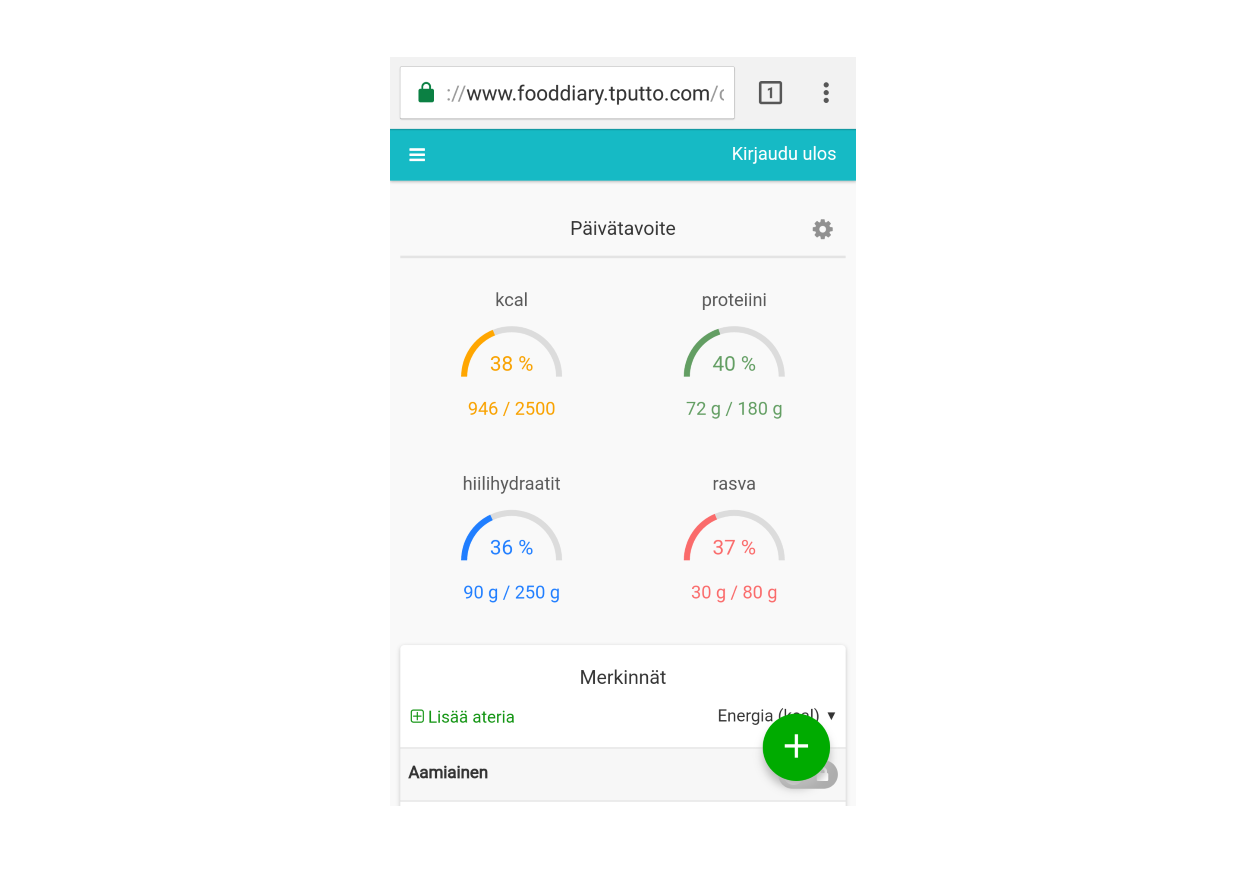 ://www.fooddiary.tputto.com/
1
Kirjaudu ulos
Päivätavoite
kcal proteiini
38 % 40 %
946 / 2500 72 g / 180 g
hiilihydraatit rasva
36 % 37 %
90 g / 250 g 30 g / 80 g
Merkinnät
Lisää ateria Energia (kcal) ▼
Aamiainen